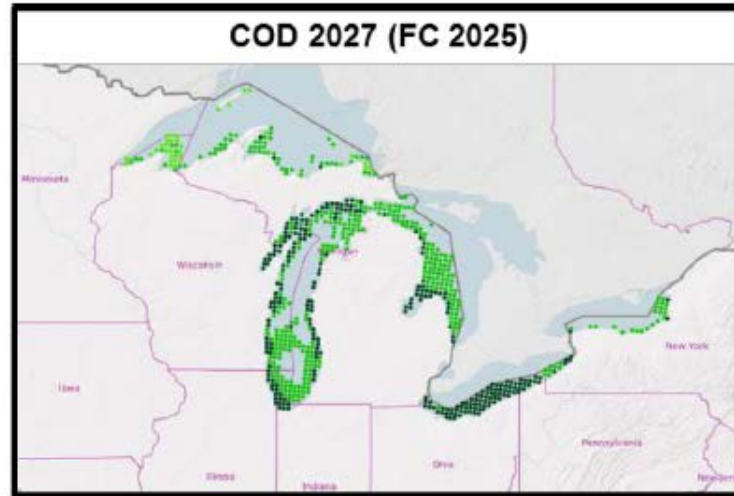 COD 2027 (FC 2025)
Minnesota
Wisconsin
New York
Iowa
Pennsylvania
Illinois
Indiana
Ohio